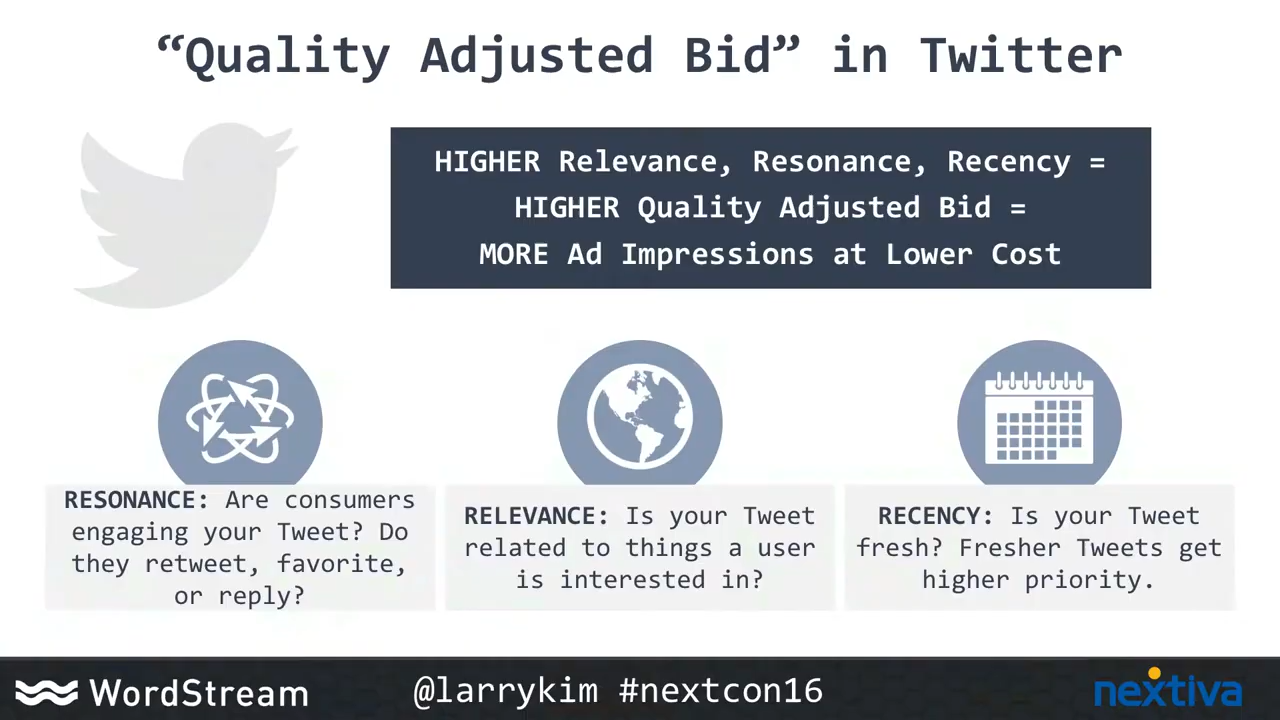 “Quality Adjusted Bid” in Twitter
HIGHER Relevance, Resonance, Recency =
HIGHER Quality Adjusted Bid =
MORE Ad Impressions at Lower Cost
RESONANCE: Are consumers
engaging your Tweet? Do
they retweet, favorite,
or reply?
RELEVANCE: Is your Tweet
related to things a user
is interested in?
RECENCY: Is your Tweet
fresh? Fresher Tweets get
higher priority.
WordStream
@larrykim #nextcon16
nextiva